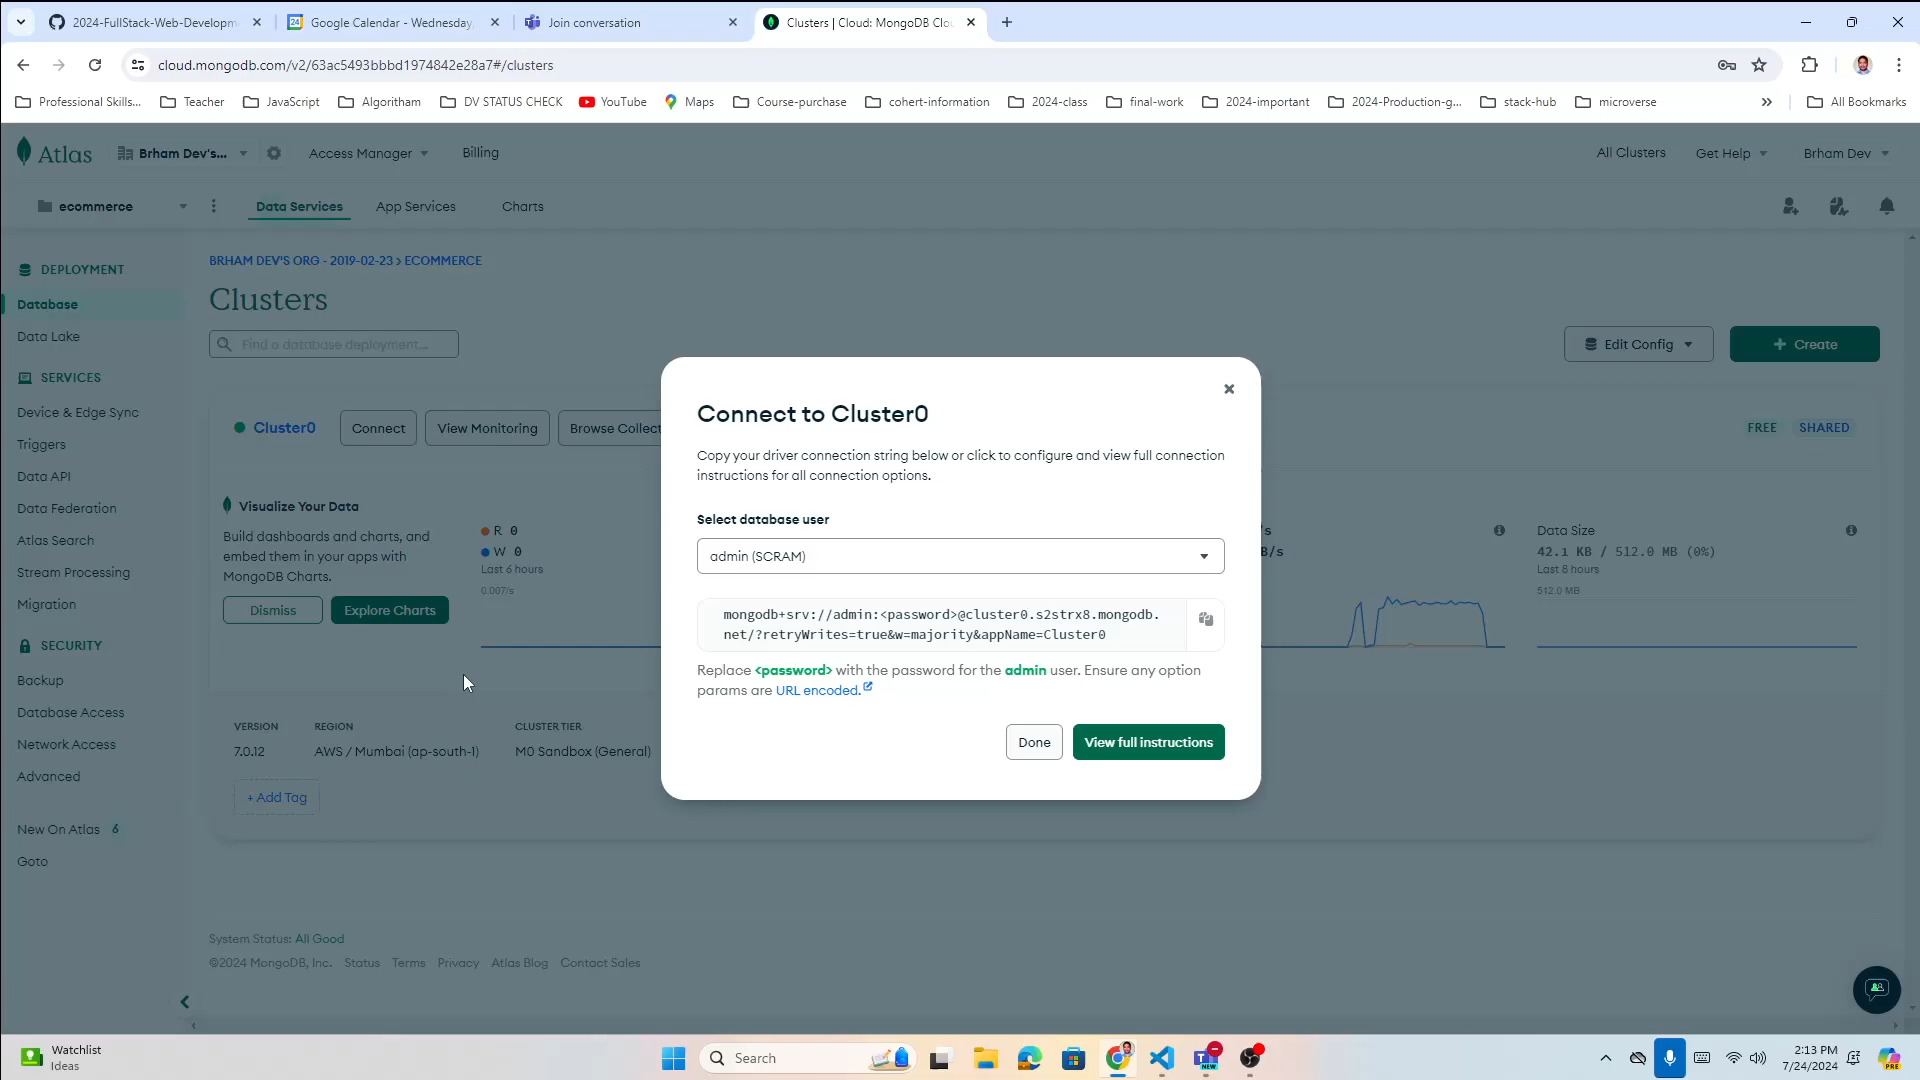 2024-FullStack-Web-Developm
Google Calendar - Wednesday,
Join conversation
Clusters | Cloud: MongoDB Clo
cloud.mongodb.com/v2/63ac5493bbbd1974842e28a7#/clusters
Professional Skills...
Teacher
JavaScript
Algoritham
DV STATUS CHECK
YouTube
Maps
Course-purchase
cohert-information
2024-class
final-work
2024-important
2024-Production-g...
stack-hub
microverse
All Bookmarks
Atlas
Brham Dev's...
Access Manager
Billing
All Clusters
Get Help
Brham Dev
ecommerce
Data Services
App Services
Charts
DEPLOYMENT
Database
Data Lake
SERVICES
Device & Edge Sync
Triggers
Data API
Data Federation
Atlas Search
Stream Processing
Migration
SECURITY
Backup
Database Access
Network Access
Advanced
New On Atlas 6
Goto
BRHAM DEV'S ORG - 2019-02-23 > ECOMMERCE
Clusters
Find a database deployment...
Edit Config
+ Create
Cluster0
Connect
View Monitoring
Browse Collect
FREE
SHARED
Visualize Your Data
Build dashboards and charts, and
embed them in your apps with
MongoDB Charts.
Dismiss
Explore Charts
R 0
W 0
Last 6 hours
0.007/s
/s
B/s
Data Size
42.1 KB / 512.0 MB (0%)
Last 8 hours
512.0 MB
VERSION
7.0.12
REGION
AWS / Mumbai (ap-south-1)
CLUSTER TIER
M0 Sandbox (General)
+ Add Tag
Connect to Cluster0
Copy your driver connection string below or click to configure and view full connection
instructions for all connection options.
Select database user
admin (SCRAM)
mongodb+srv://admin:<password>@cluster0.s2strx8.mongodb.
net/?retryWrites=true&w=majority&appName=Cluster0
Replace <password> with the password for the admin user. Ensure any option
params are URL encoded.
Done
View full instructions
System Status: All Good
©2024 MongoDB, Inc.
Status
Terms
Privacy
Atlas Blog
Contact Sales
Watchlist
Ideas
Search
NEW
2:13 PM
7/24/2024
PRE